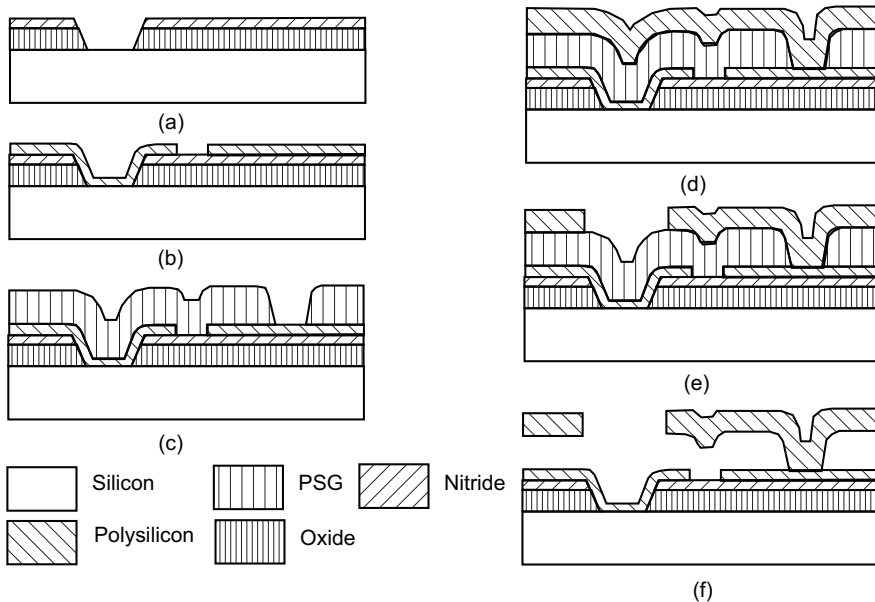 (a)
(b)
(c)
(d)
(e)
(f)
Silicon
PSG
Nitride
Polysilicon
Oxide